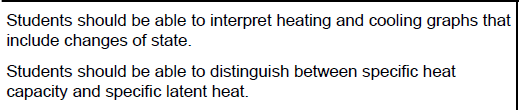 Students should be able to interpret heating and cooling graphs that
include changes of state.
Students should be able to distinguish between specific heat
capacity and specific latent heat.